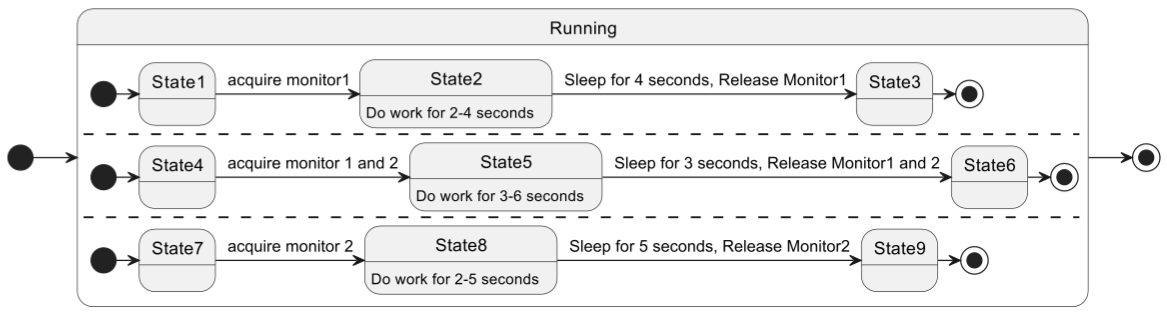 Running
State1
acquire monitor1
State2
Do work for 2-4 seconds
Sleep for 4 seconds, Release Monitor1
State3
State4
acquire monitor 1 and 2
State5
Do work for 3-6 seconds
Sleep for 3 seconds, Release Monitor1 and 2
State6
State7
acquire monitor 2
State8
Do work for 2-5 seconds
Sleep for 5 seconds, Release Monitor2
State9